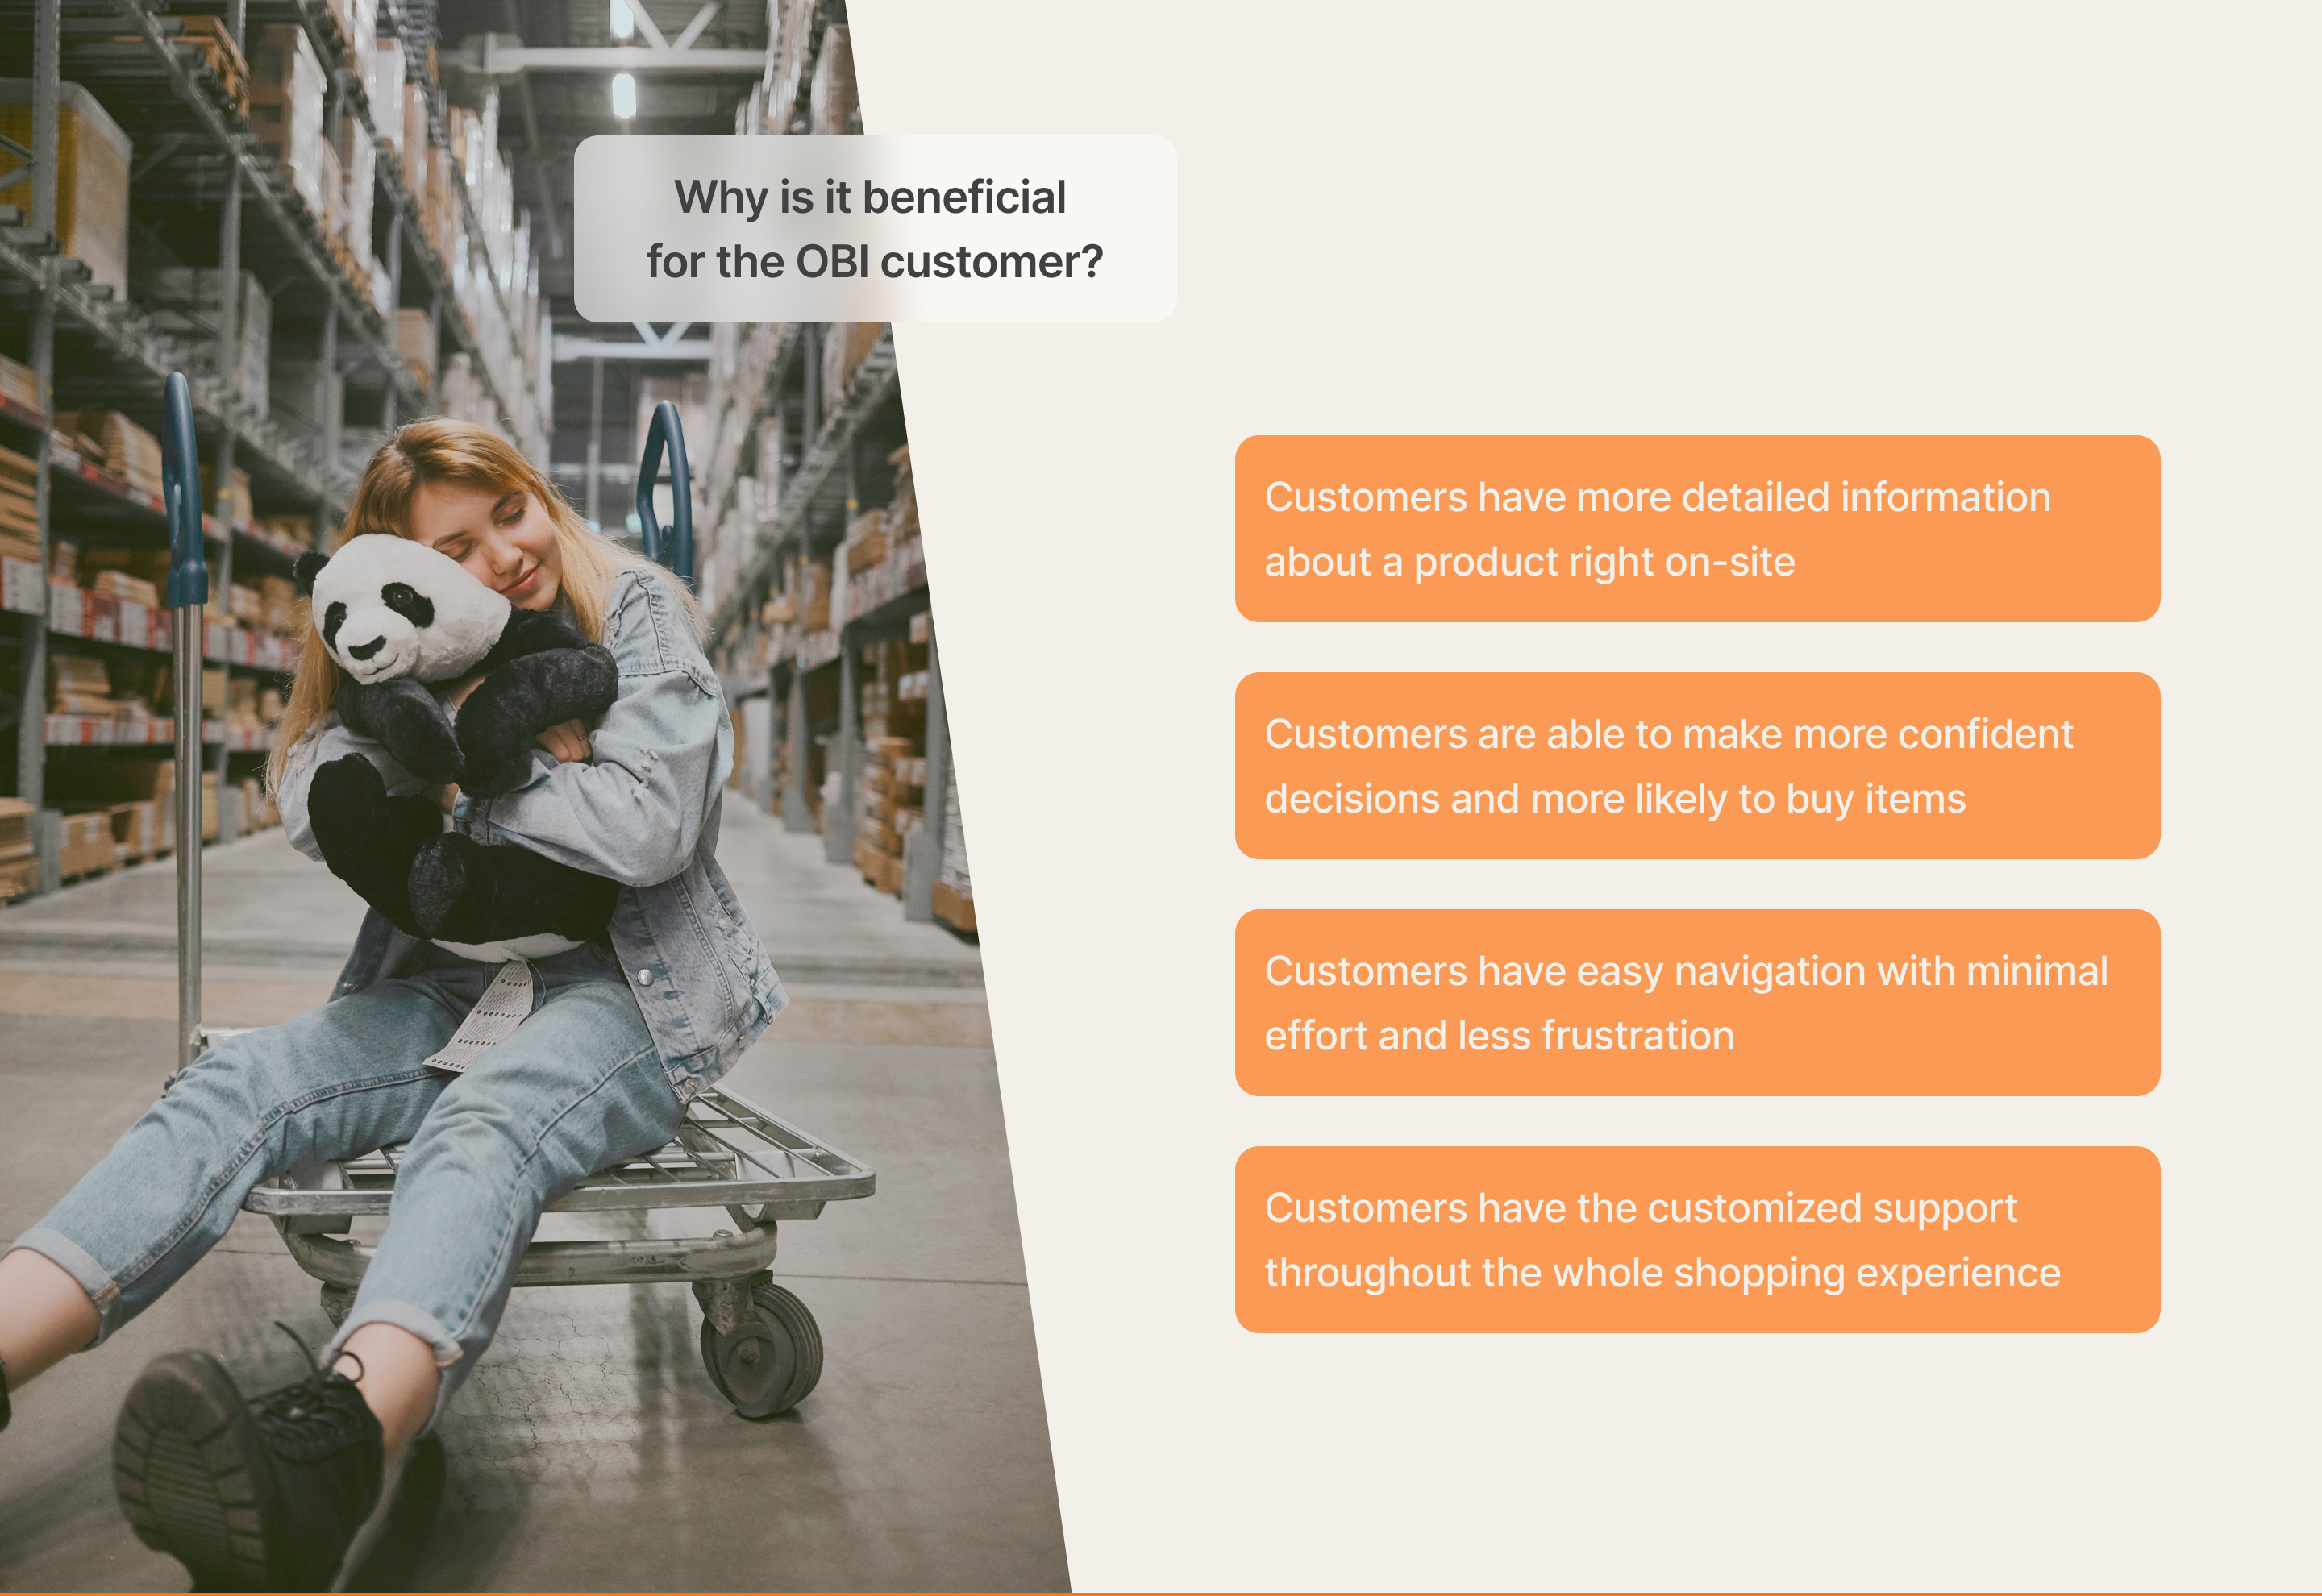 Why is it beneficial
for the OBI customer?
Customers have more detailed information
about a product right on-site
Customers are able to make more confident
decisions and more likely to buy items
Customers have easy navigation with minimal
effort and less frustration
Customers have the customized support
throughout the whole shopping experience